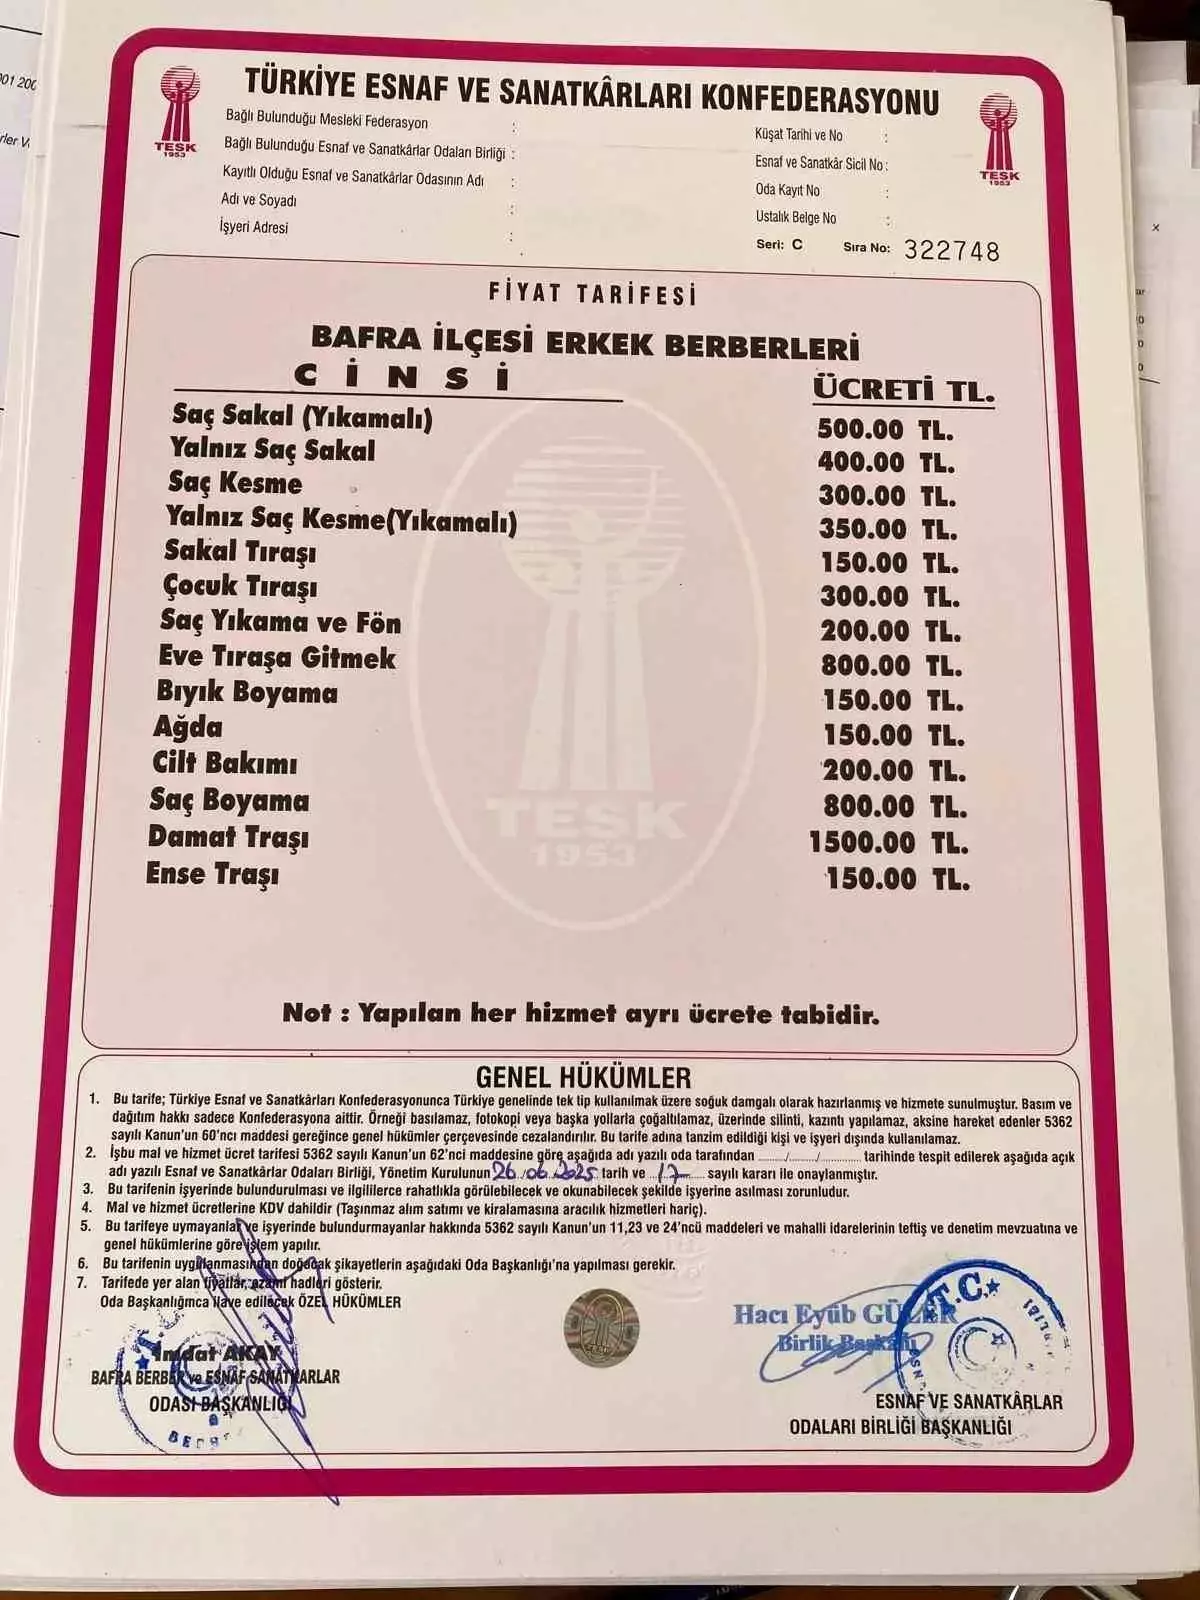 TÜRKİYE ESNAF VE SANATKÂRLARI KONFEDERASYONU
TESK
1953
TESK
1953
Bağlı Bulunduğu Mesleki Federasyon :
Bağlı Bulunduğu Esnaf ve Sanatkârlar Odaları Birliği :
Kayıtlı Olduğu Esnaf ve Sanatkârlar Odasının Adı :
Adı ve Soyadı :
İşyeri Adresi :
Küşat Tarihi ve No :
Esnaf ve Sanatkâr Sicil No :
Oda Kayıt No :
Ustalık Belge No :
Seri: C Sıra No: 322748
FİYAT TARİFESİ
BAFRA İLÇESİ ERKEK BERBERLERİ
CİNSİ ÜCRETİ TL.
Saç Sakal (Yıkamalı) 500.00 TL.
Yalnız Saç Sakal 400.00 TL.
Saç Kesme 300.00 TL.
Yalnız Saç Kesme(Yıkamalı) 350.00 TL.
Sakal Tıraşı 150.00 TL.
Çocuk Tıraşı 300.00 TL.
Saç Yıkama ve Fön 200.00 TL.
Eve Tıraşa Gitmek 800.00 TL.
Bıyık Boyama 150.00 TL.
Ağda 150.00 TL.
Cilt Bakımı 200.00 TL.
Saç Boyama 800.00 TL.
Damat Traşı 1500.00 TL.
Ense Traşı 150.00 TL.
TESK
1953
Not : Yapılan her hizmet ayrı ücrete tabidir.
GENEL HÜKÜMLER
1. Bu tarife; Türkiye Esnaf ve Sanatkârları Konfederasyonunca Türkiye genelinde tek tip kullanılmak üzere soğuk damgalı olarak hazırlanmış ve hizmete sunulmuştur. Basım ve
dağıtım hakkı sadece Konfederasyona aittir. Örneği basılamaz, fotokopi veya başka yollarla çoğaltılamaz, üzerinde silinti, kazıntı yapılamaz, aksine hareket edenler 5362
sayılı Kanun'un 60'ncı maddesi gereğince genel hükümler çerçevesinde cezalandırılır. Bu tarife adına tanzim edildiği kişi ve işyeri dışında kullanılamaz.
2. İşbu mal ve hizmet ücret tarifesi 5362 sayılı Kanun'un 62'nci maddesine göre aşağıda adı yazılı oda tarafından ....../....../............ tarihinde tespit edilerek aşağıda açık
adı yazılı Esnaf ve Sanatkârlar Odaları Birliği, Yönetim Kurulunun 26.06.2025 tarih ve 17 sayılı kararı ile onaylanmıştır.
3. Bu tarifenin işyerinde bulundurulması ve ilgililerce rahatlıkla görülebilecek ve okunabilecek şekilde işyerine asılması zorunludur.
4. Mal ve hizmet ücretlerine KDV dahildir (Taşınmaz alım satımı ve kiralamasına aracılık hizmetleri hariç).
5. Bu tarifeye uymayanlar ve işyerinde bulundurmayanlar hakkında 5362 sayılı Kanun'un 11,23 ve 24'ncü maddeleri ve mahalli idarelerinin teftiş ve denetim mevzuatına ve
genel hükümlerine göre işlem yapılır.
6. Bu tarifenin uygulanmasından doğacak şikayetlerin aşağıdaki Oda Başkanlığı'na yapılması gerekir.
7. Tarifede yer alan fiyatlar, azami hadleri gösterir.
Oda Başkanlığımca ilave edilecek ÖZEL HÜKÜMLER
İmdat AKAY
BAFRA BERBER ve ESNAF SANATKARLAR
ODASI BAŞKANLIĞI
Hacı Eyüb GÜLER
Birlik Başkanı
T.C.
ESNAF VE SANATKÂRLAR
ODALARI BİRLİĞİ BAŞKANLIĞI